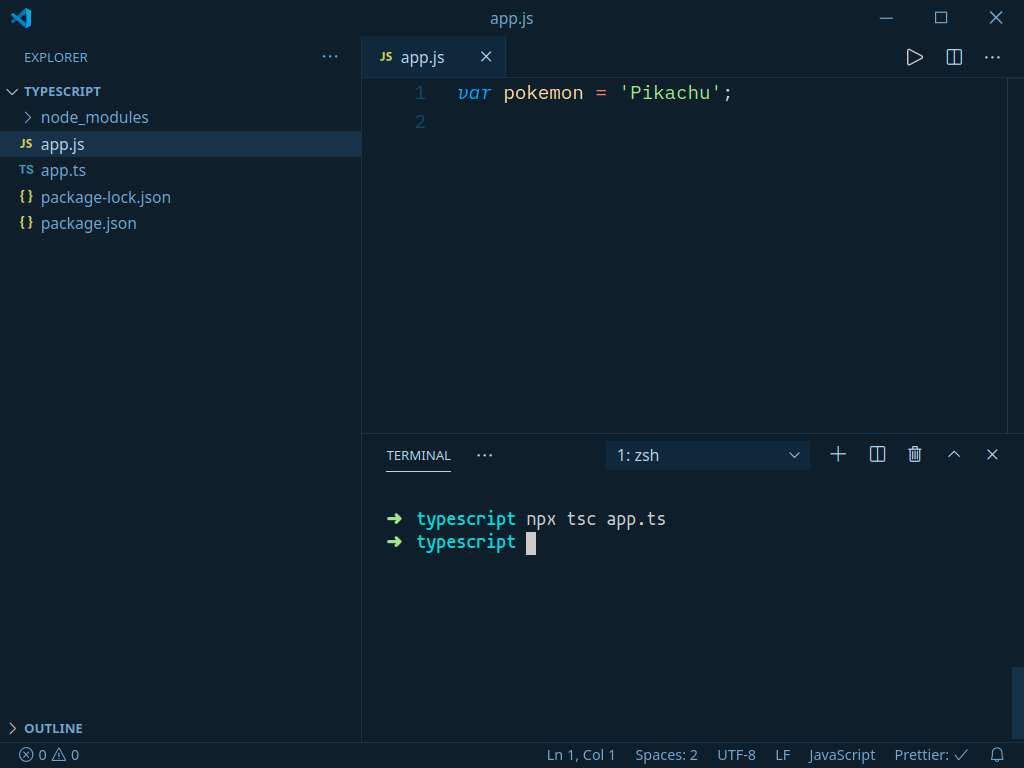 app.js
EXPLORER
TYPESCRIPT
node_modules
JS app.js
TS app.ts
{} package-lock.json
{} package.json
OUTLINE
JS app.js
1 var pokemon = 'Pikachu';
2
TERMINAL
1: zsh
➜ typescript npx tsc app.ts
➜ typescript
0 0
Ln 1, Col 1 Spaces: 2 UTF-8 LF JavaScript Prettier: ✓